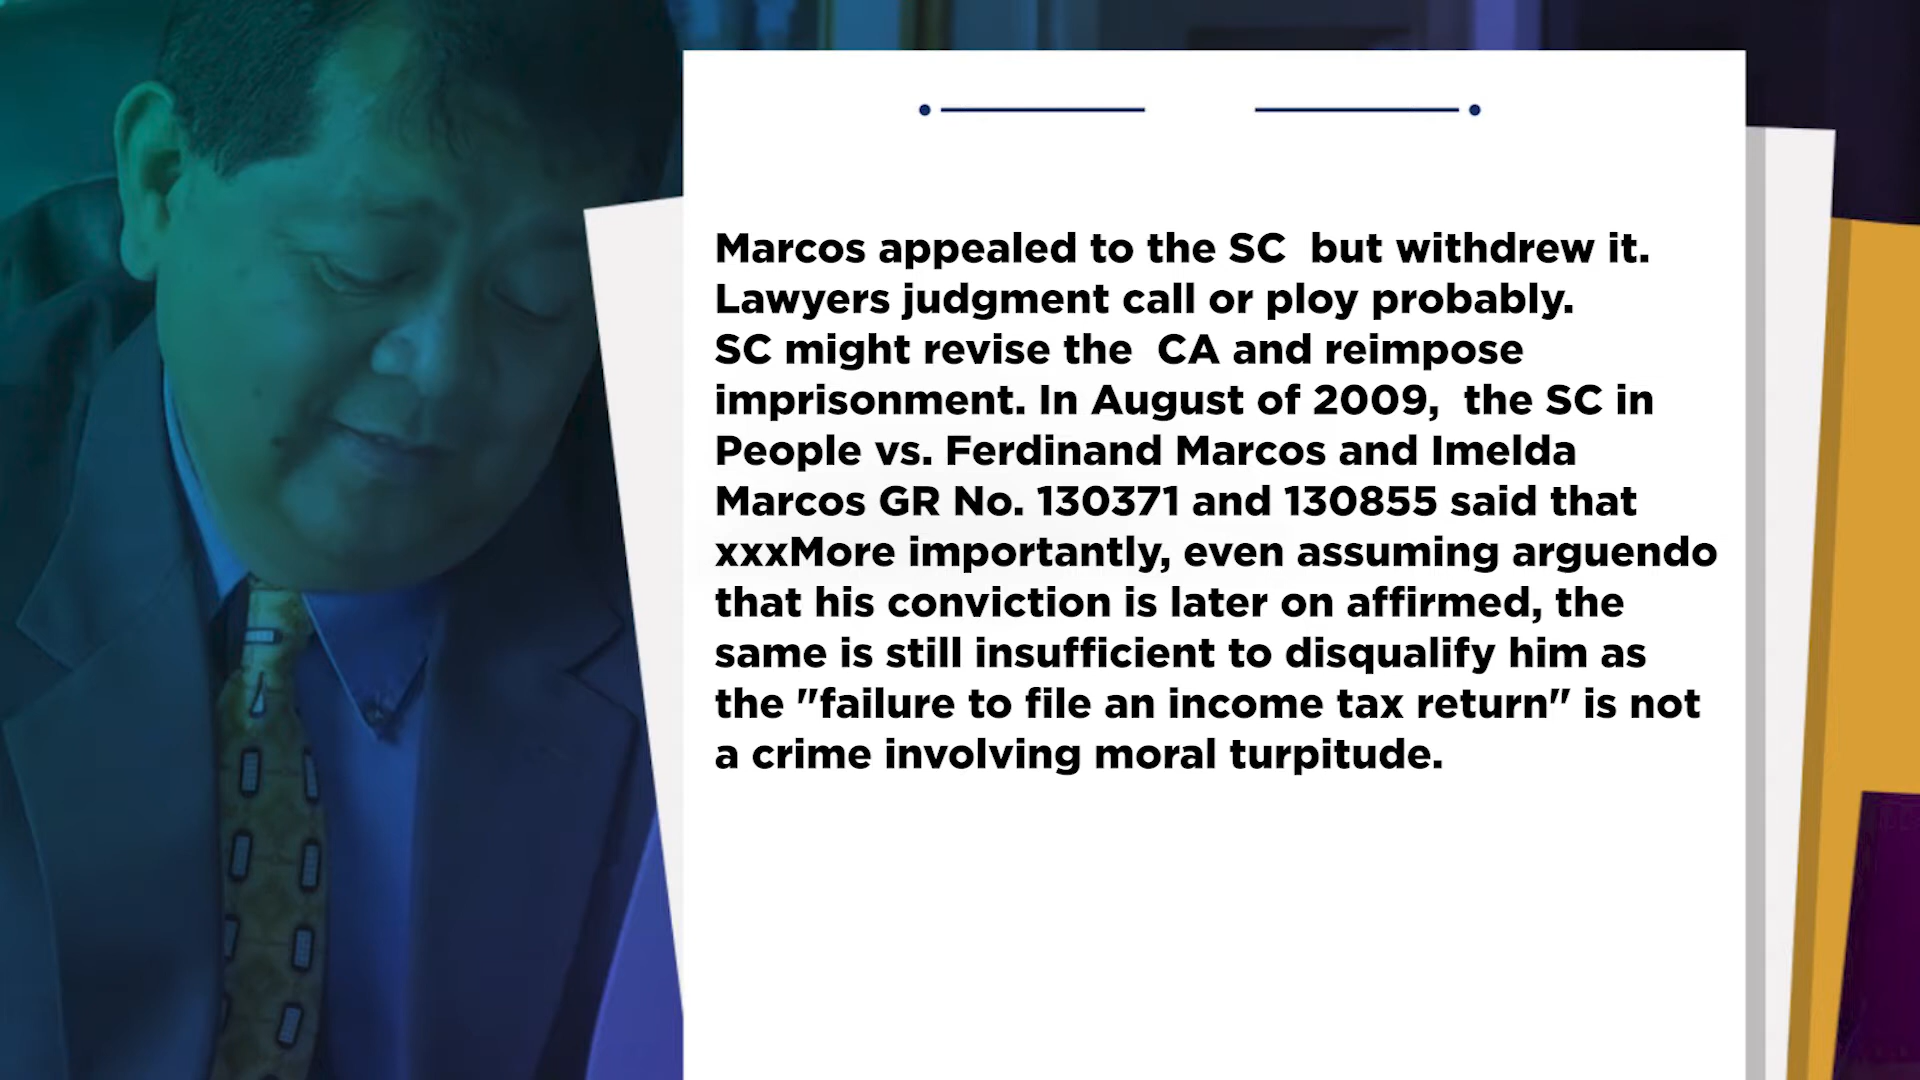 Marcos appealed to the SC  but withdrew it.
Lawyers judgment call or ploy probably.
SC might revise the  CA and reimpose
imprisonment. In August of 2009,  the SC in
People vs. Ferdinand Marcos and Imelda
Marcos GR No. 130371 and 130855 said that
xxxMore importantly, even assuming arguendo
that his conviction is later on affirmed, the
same is still insufficient to disqualify him as
the "failure to file an income tax return" is not
a crime involving moral turpitude.